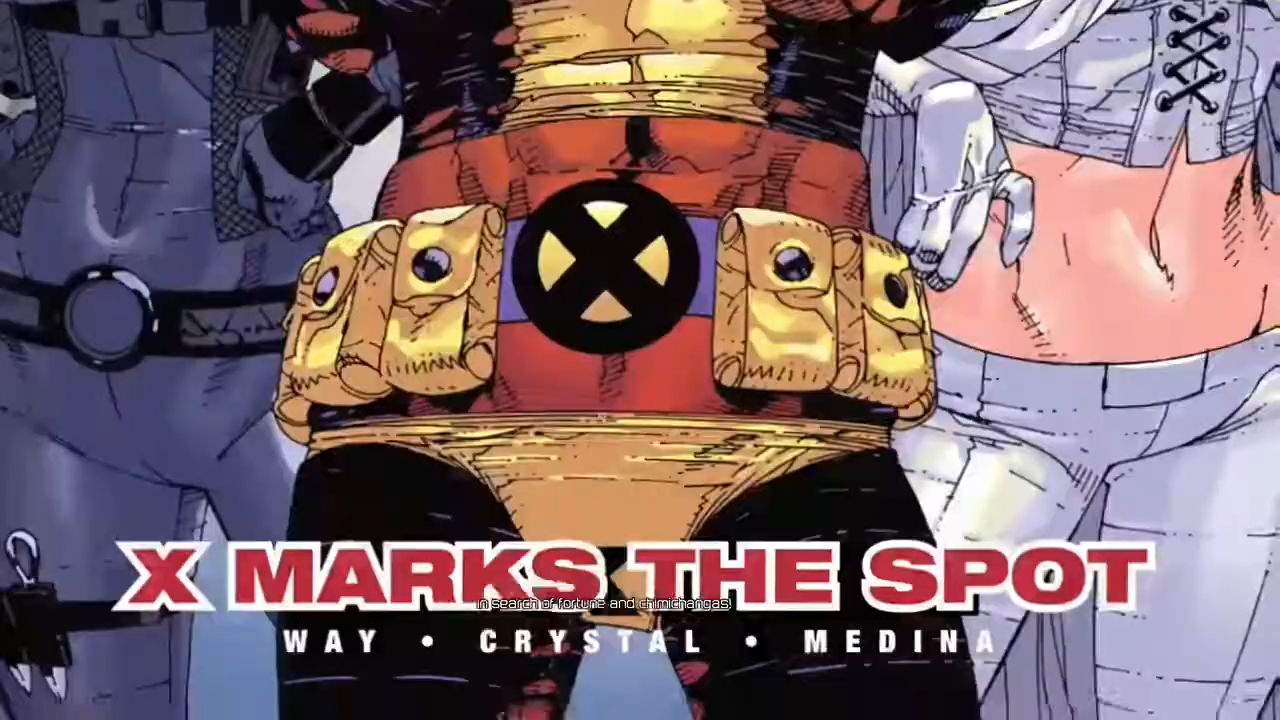 X MARKS THE SPOT
in search of fortune and chimichangas!
WAY • CRYSTAL • MEDINA